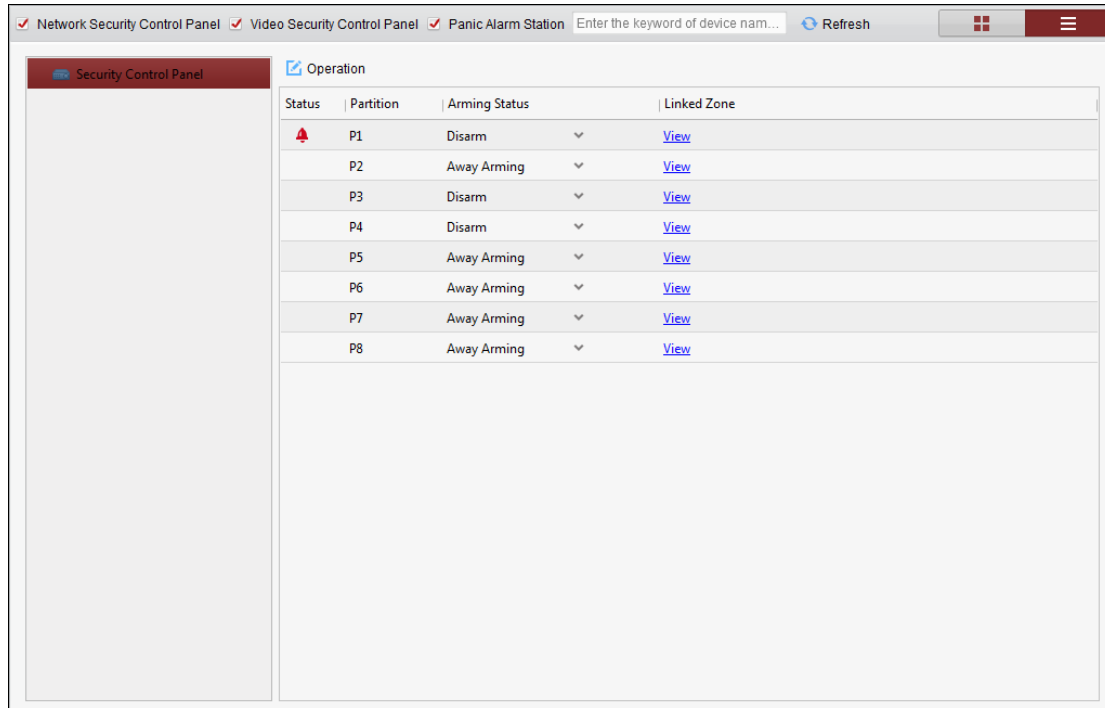 Network Security Control Panel Video Security Control Panel Panic Alarm Station Enter the keyword of device nam... Refresh
Security Control Panel
Operation
Status Partition Arming Status Linked Zone
P1 Disarm View
P2 Away Arming View
P3 Disarm View
P4 Disarm View
P5 Away Arming View
P6 Away Arming View
P7 Away Arming View
P8 Away Arming View